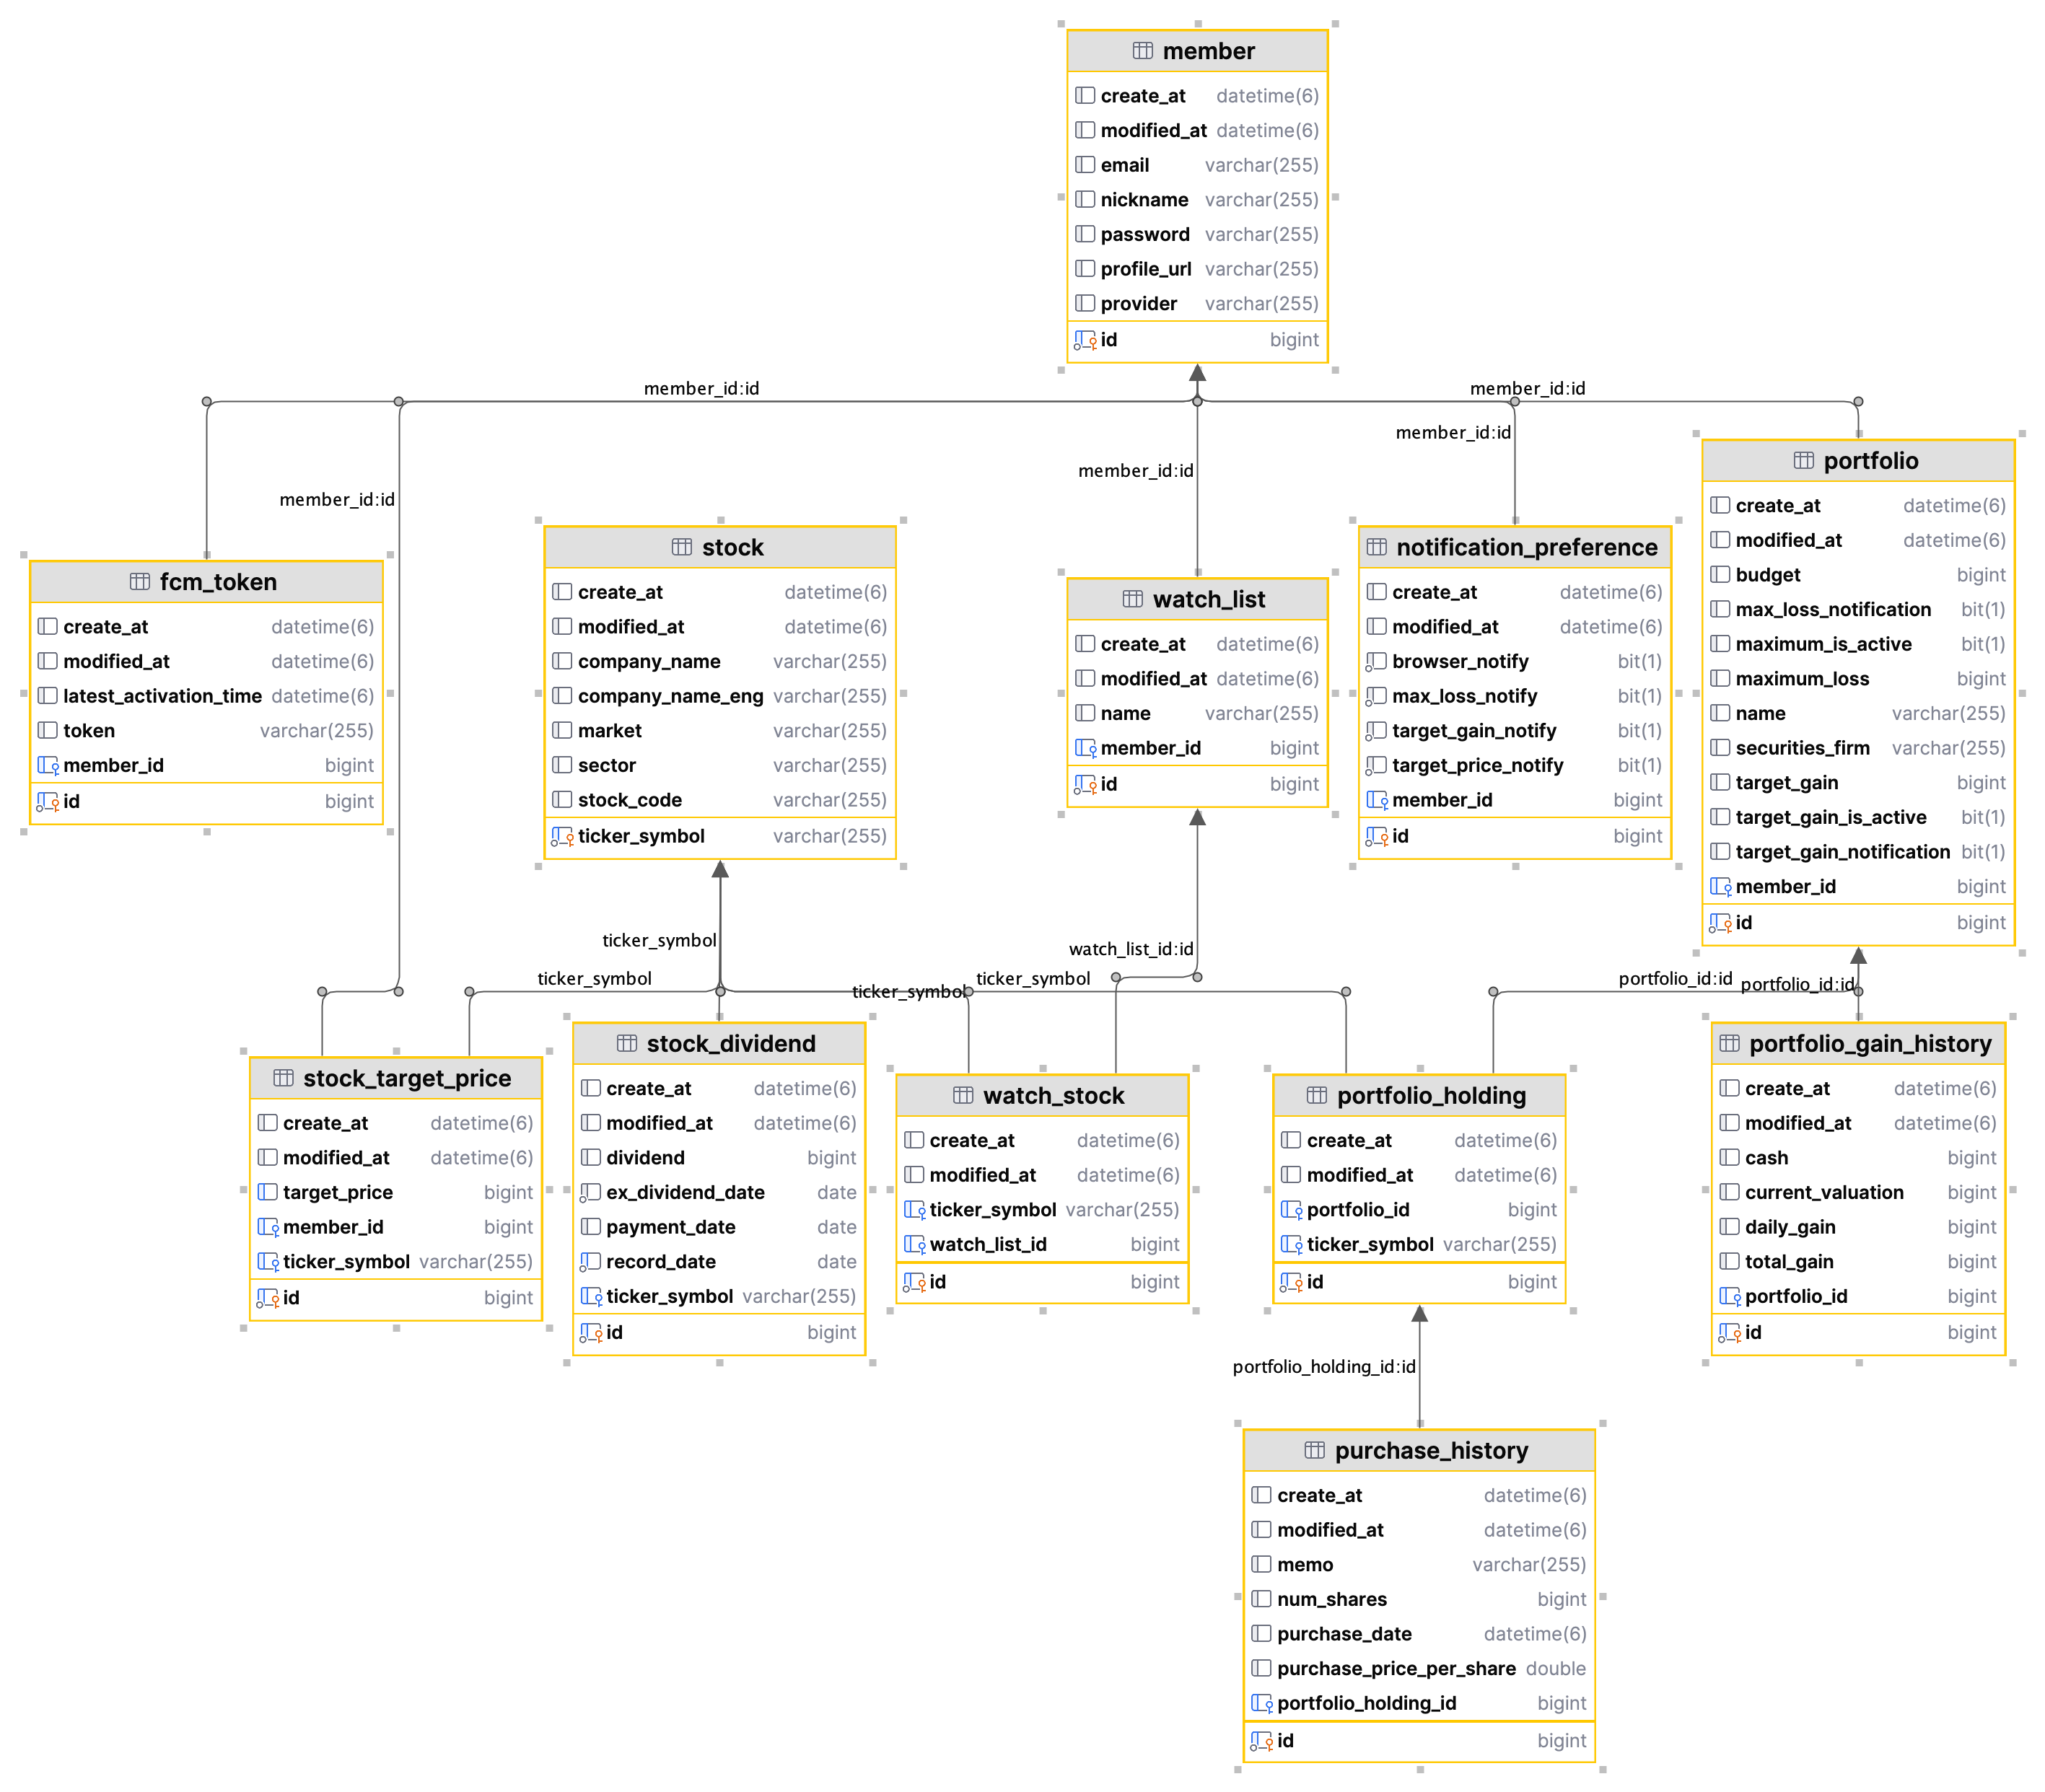 member
create_at datetime(6)
modified_at datetime(6)
email varchar(255)
nickname varchar(255)
password varchar(255)
profile_url varchar(255)
provider varchar(255)
id bigint
member_id:id
member_id:id
member_id:id
member_id:id
member_id:id
fcm_token
create_at datetime(6)
modified_at datetime(6)
latest_activation_time datetime(6)
token varchar(255)
member_id bigint
id bigint
stock
create_at datetime(6)
modified_at datetime(6)
company_name varchar(255)
company_name_eng varchar(255)
market varchar(255)
sector varchar(255)
stock_code varchar(255)
ticker_symbol varchar(255)
watch_list
create_at datetime(6)
modified_at datetime(6)
name varchar(255)
member_id bigint
id bigint
notification_preference
create_at datetime(6)
modified_at datetime(6)
browser_notify bit(1)
max_loss_notify bit(1)
target_gain_notify bit(1)
target_price_notify bit(1)
member_id bigint
id bigint
portfolio
create_at datetime(6)
modified_at datetime(6)
budget bigint
max_loss_notification bit(1)
maximum_is_active bit(1)
maximum_loss bigint
name varchar(255)
securities_firm varchar(255)
target_gain bigint
target_gain_is_active bit(1)
target_gain_notification bit(1)
member_id bigint
id bigint
ticker_symbol
ticker_symbol
ticker_symbol
ticker_symbol
watch_list_id:id
portfolio_id:id
portfolio_id:id
stock_target_price
create_at datetime(6)
modified_at datetime(6)
target_price bigint
member_id bigint
ticker_symbol varchar(255)
id bigint
stock_dividend
create_at datetime(6)
modified_at datetime(6)
dividend bigint
ex_dividend_date date
payment_date date
record_date date
ticker_symbol varchar(255)
id bigint
watch_stock
create_at datetime(6)
modified_at datetime(6)
ticker_symbol varchar(255)
watch_list_id bigint
id bigint
portfolio_holding
create_at datetime(6)
modified_at datetime(6)
portfolio_id bigint
ticker_symbol varchar(255)
id bigint
portfolio_gain_history
create_at datetime(6)
modified_at datetime(6)
cash bigint
current_valuation bigint
daily_gain bigint
total_gain bigint
portfolio_id bigint
id bigint
portfolio_holding_id:id
purchase_history
create_at datetime(6)
modified_at datetime(6)
memo varchar(255)
num_shares bigint
purchase_date datetime(6)
purchase_price_per_share double
portfolio_holding_id bigint
id bigint